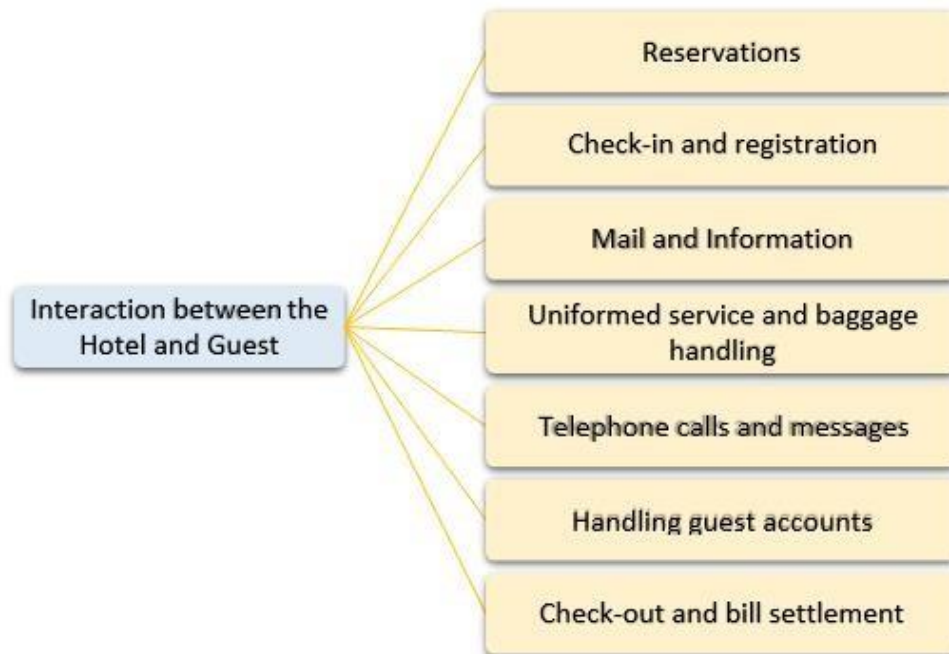 Reservations
Check-in and registration
Mail and Information
Interaction between the
Hotel and Guest
Uniformed service and baggage
handling
Telephone calls and messages
Handling guest accounts
Check-out and bill settlement